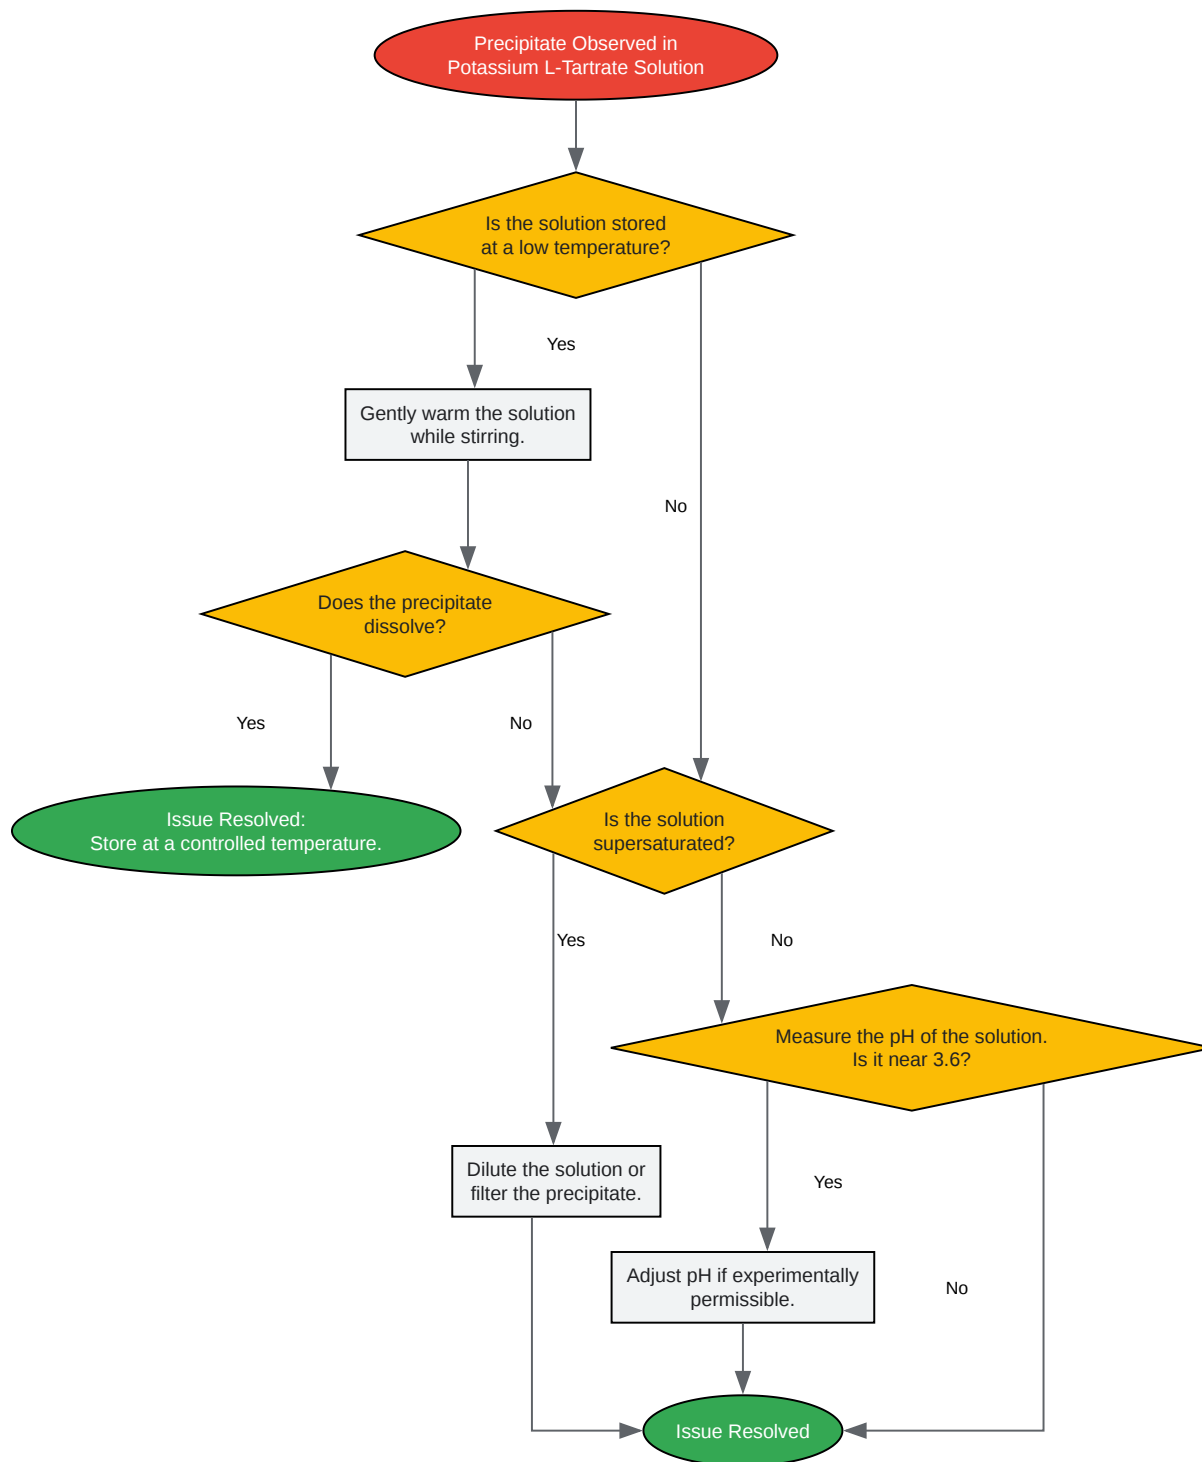 Precipitate Observed in
Potassium L-Tartrate Solution
Is the solution stored
at a low temperature?
Yes
Gently warm the solution
while stirring.
No
Does the precipitate
dissolve?
Yes
No
Issue Resolved:
Store at a controlled temperature.
Is the solution
supersaturated?
Yes
No
Measure the pH of the solution.
Is it near 3.6?
Dilute the solution or
filter the precipitate.
Yes
Adjust pH if experimentally
permissible.
No
Issue Resolved